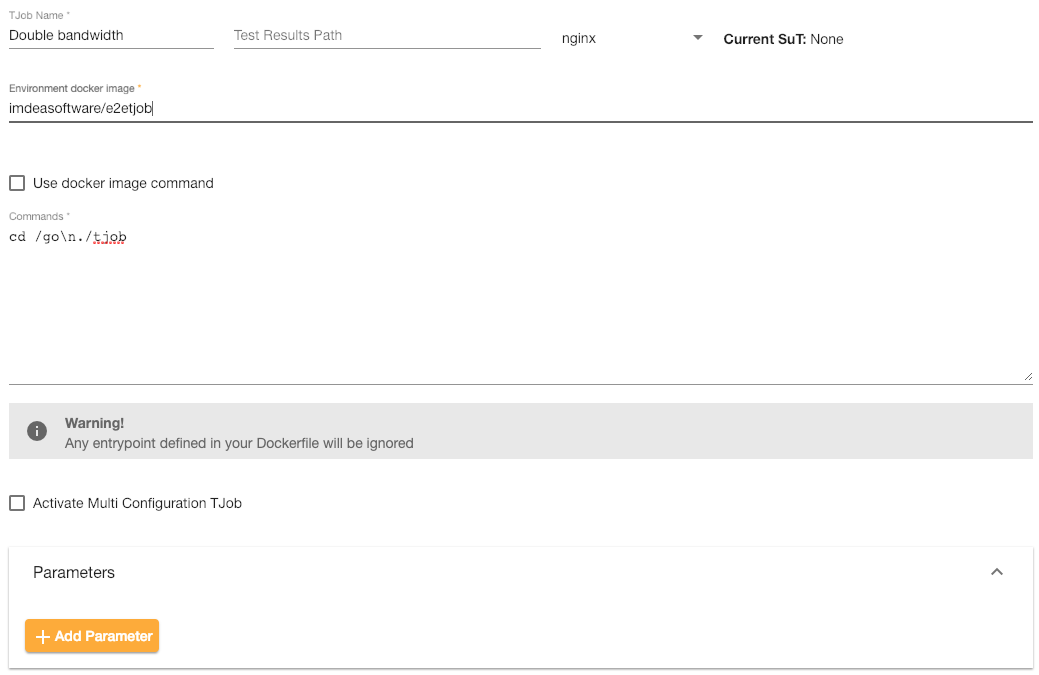 TJob Name *
Double bandwidth
Test Results Path
nginx
Current SuT: None
Environment docker image *
imdeasoftware/e2etjob
Use docker image command
Commands *
cd /go\n./tjob
Warning!
Any entrypoint defined in your Dockerfile will be ignored
Activate Multi Configuration TJob
Parameters
+ Add Parameter